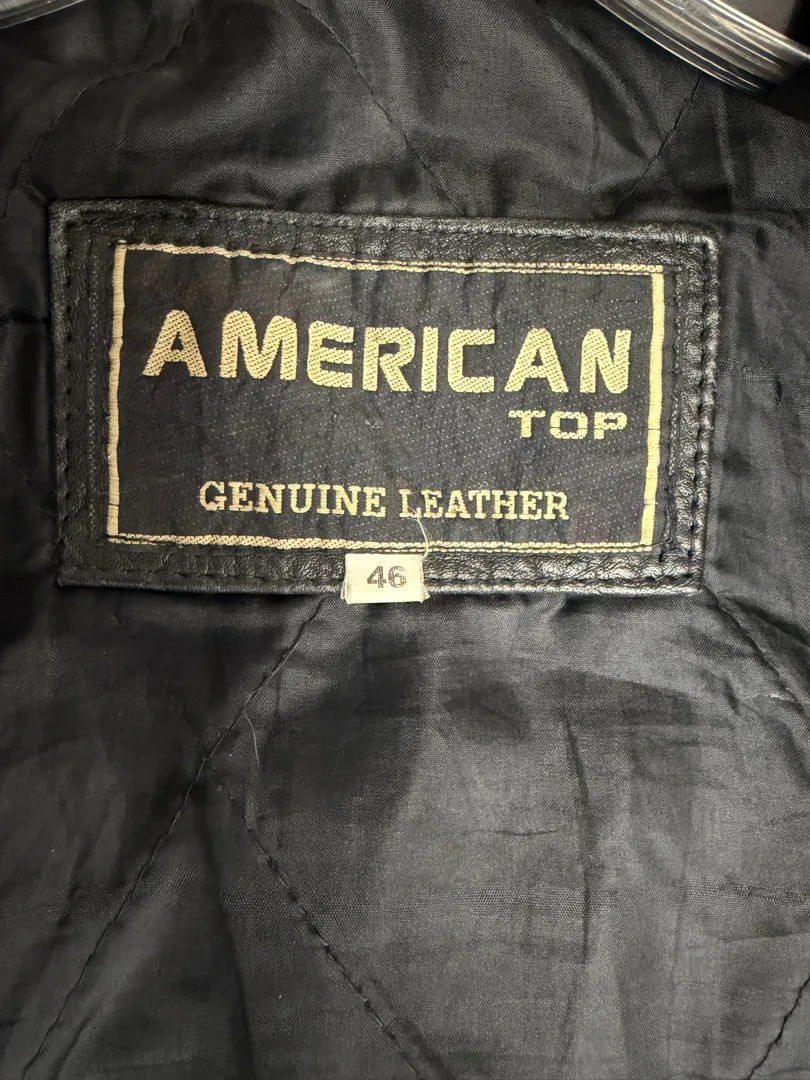 AMERICAN
TOP
GENUINE LEATHER
46